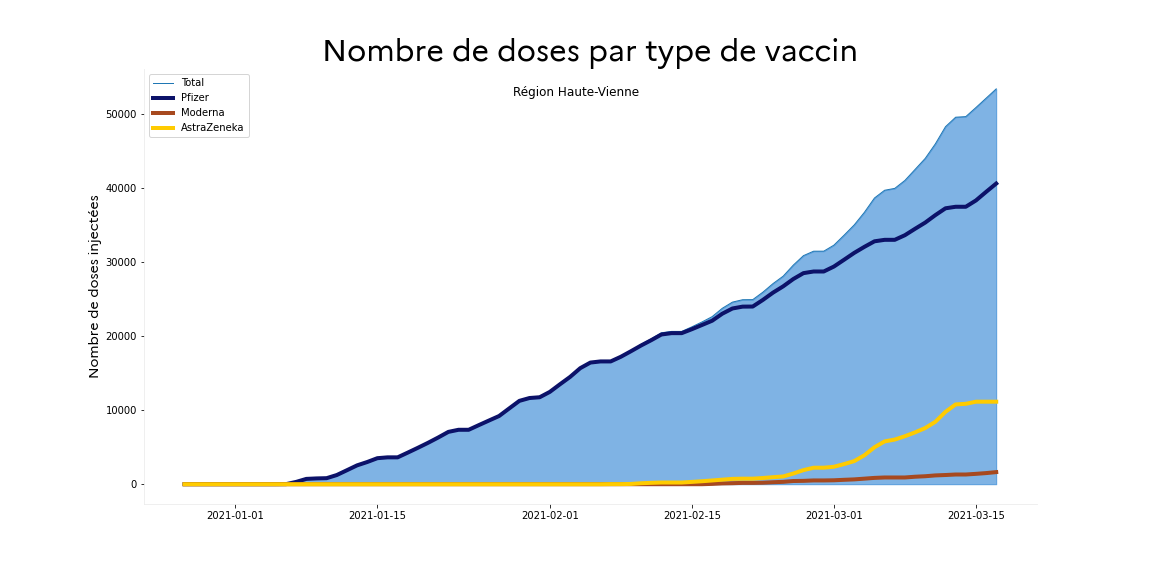 Nombre de doses par type de vaccin
Région Haute-Vienne
Total
Pfizer
Moderna
AstraZeneka
Nombre de doses injectées
50000
40000
30000
20000
10000
0
2021-01-01
2021-01-15
2021-02-01
2021-02-15
2021-03-01
2021-03-15